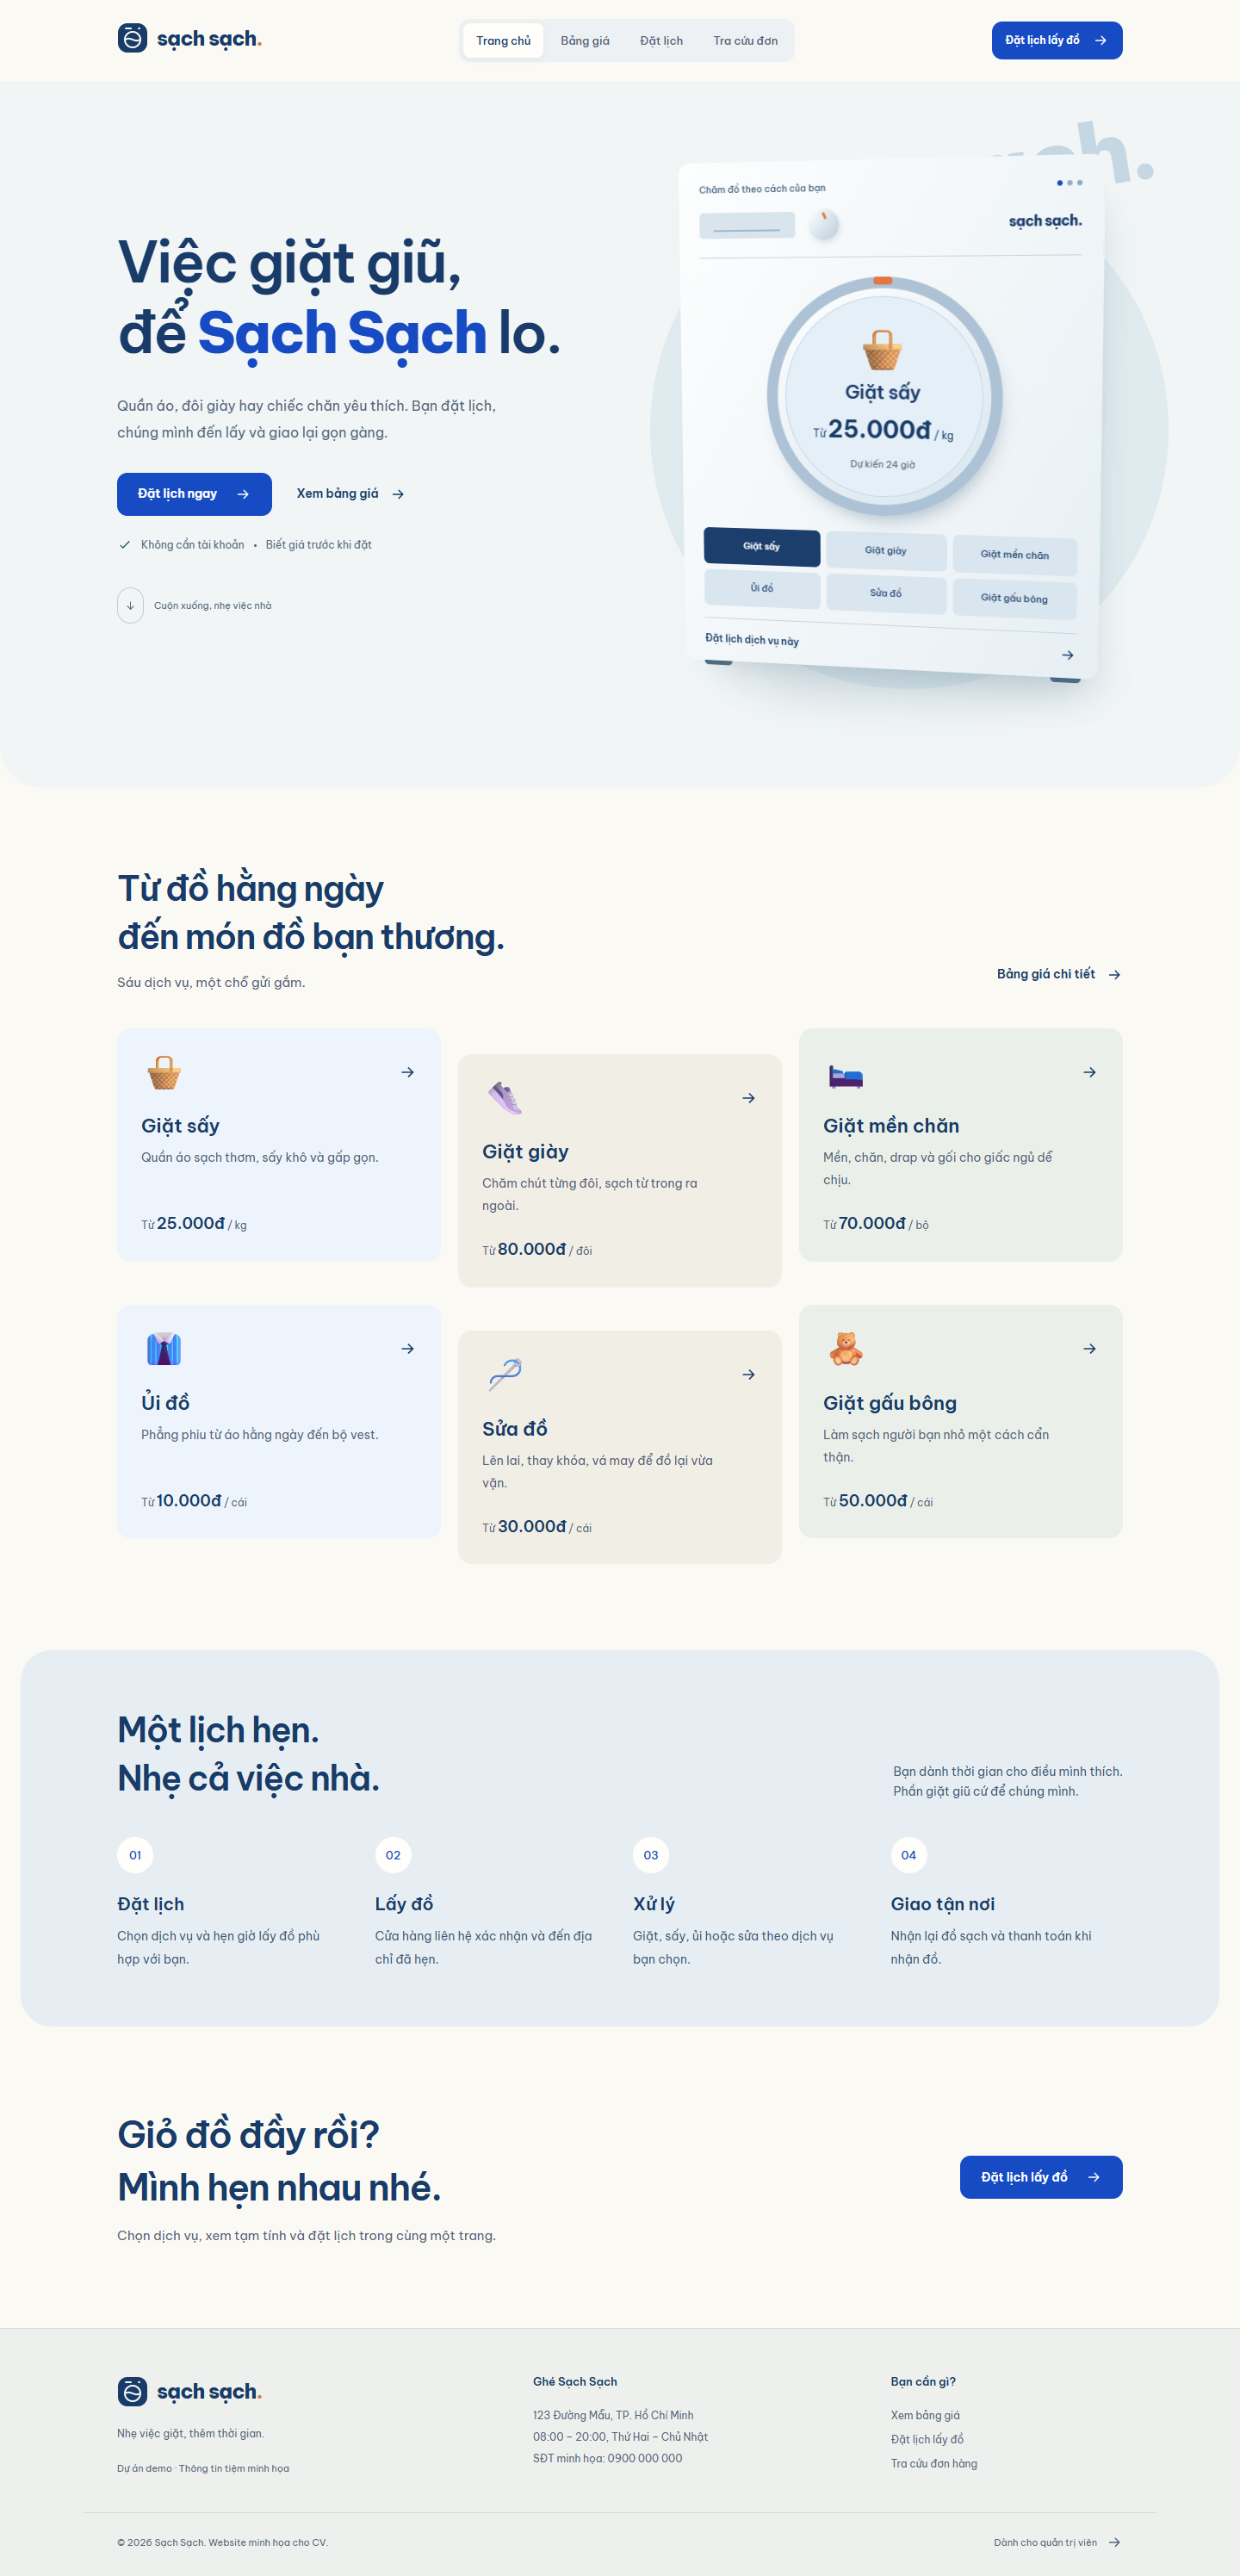 sạch sạch.
Trang chủ
Bảng giá
Đặt lịch
Tra cứu đơn
Đặt lịch lấy đồ
Việc giặt giũ,
để Sạch Sạch lo.
Quần áo, đôi giày hay chiếc chăn yêu thích. Bạn đặt lịch,
chúng mình đến lấy và giao lại gọn gàng.
Đặt lịch ngay
Xem bảng giá
Không cần tài khoản • Biết giá trước khi đặt
Cuộn xuống, nhẹ việc nhà
Chăm đồ theo cách của bạn
sạch sạch.
Giặt sấy
Từ 25.000đ / kg
Dự kiến 24 giờ
Giặt sấy
Giặt giày
Giặt mền chăn
Ủi đồ
Sửa đồ
Giặt gấu bông
Đặt lịch dịch vụ này
Từ đồ hằng ngày
đến món đồ bạn thương.
Sáu dịch vụ, một chỗ gửi gắm.
Bảng giá chi tiết
Giặt sấy
Quần áo sạch thơm, sấy khô và gấp gọn.
Từ 25.000đ / kg
Giặt giày
Chăm chút từng đôi, sạch từ trong ra
ngoài.
Từ 80.000đ / đôi
Giặt mền chăn
Mền, chăn, drap và gối cho giấc ngủ dễ
chịu.
Từ 70.000đ / bộ
Ủi đồ
Phẳng phiu từ áo hằng ngày đến bộ vest.
Từ 10.000đ / cái
Sửa đồ
Lên lai, thay khóa, vá may để đồ lại vừa
vặn.
Từ 30.000đ / cái
Giặt gấu bông
Làm sạch người bạn nhỏ một cách cẩn
thận.
Từ 50.000đ / cái
Một lịch hẹn.
Nhẹ cả việc nhà.
Bạn dành thời gian cho điều mình thích.
Phần giặt giũ cứ để chúng mình.
01
Đặt lịch
Chọn dịch vụ và hẹn giờ lấy đồ phù
hợp với bạn.
02
Lấy đồ
Cửa hàng liên hệ xác nhận và đến địa
chỉ đã hẹn.
03
Xử lý
Giặt, sấy, ủi hoặc sửa theo dịch vụ
bạn chọn.
04
Giao tận nơi
Nhận lại đồ sạch và thanh toán khi
nhận đồ.
Giỏ đồ đầy rồi?
Mình hẹn nhau nhé.
Chọn dịch vụ, xem tạm tính và đặt lịch trong cùng một trang.
Đặt lịch lấy đồ
sạch sạch.
Nhẹ việc giặt, thêm thời gian.
Dự án demo · Thông tin tiệm minh họa
Ghé Sạch Sạch
123 Đường Mẫu, TP. Hồ Chí Minh
08:00 – 20:00, Thứ Hai – Chủ Nhật
SĐT minh họa: 0900 000 000
Bạn cần gì?
Xem bảng giá
Đặt lịch lấy đồ
Tra cứu đơn hàng
© 2026 Sạch Sạch. Website minh họa cho CV.
Dành cho quản trị viên